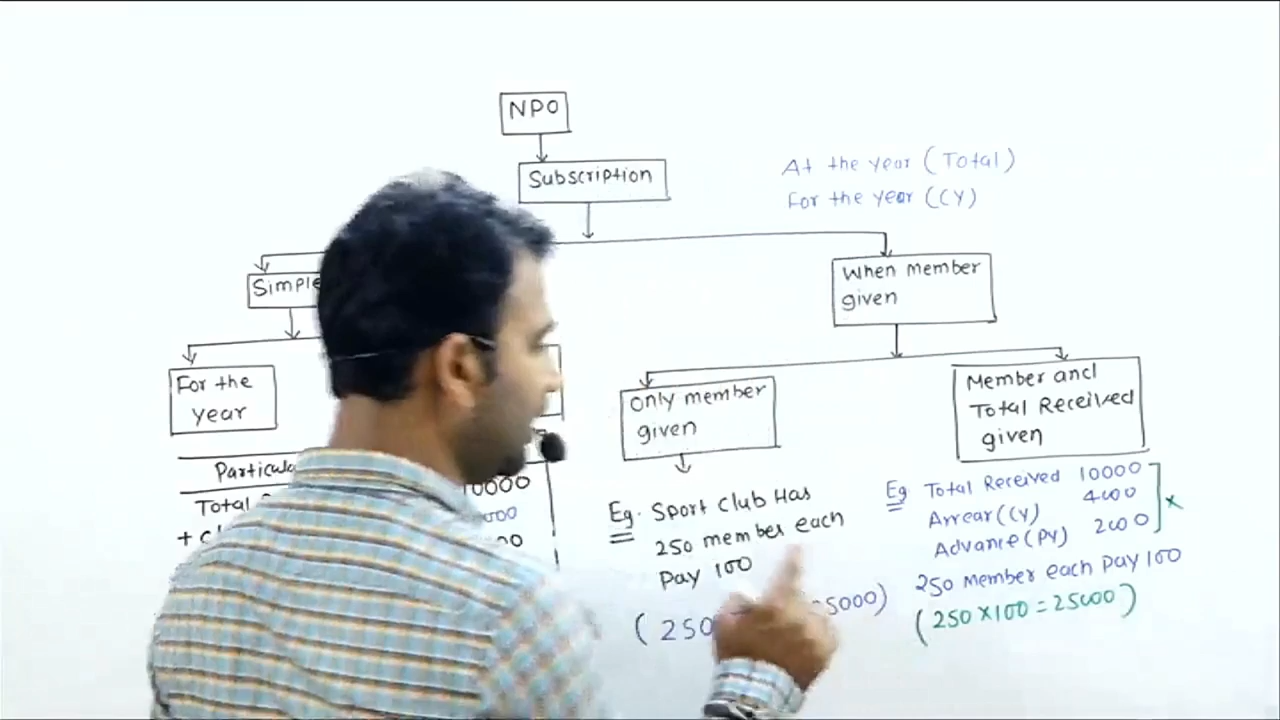 NPO
Subscription
At the year (Total)
For the year (CY)
Simple
When member
given
For the
year
Only member
given
Member and
Total Received
given
Total
Eg. Sport Club Has
250 member each
Pay 100
(250 5000)
Eg Total Received 10000
Arrear (CY) 4000
Advance (PY) 2000
X
250 Member each Pay 100
(250 X 100 = 25000)